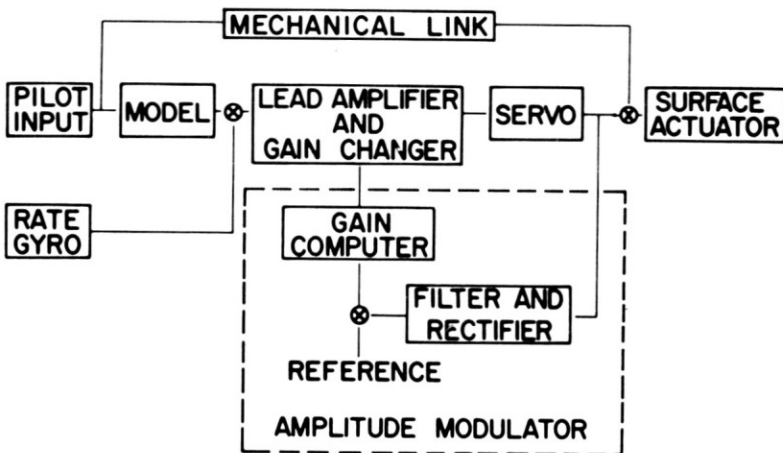 MECHANICAL LINK
PILOT
INPUT
MODEL
LEAD AMPLIFIER
AND
GAIN CHANGER
SERVO
SURFACE
ACTUATOR
RATE
GYRO
GAIN
COMPUTER
FILTER AND
RECTIFIER
REFERENCE
AMPLITUDE MODULATOR